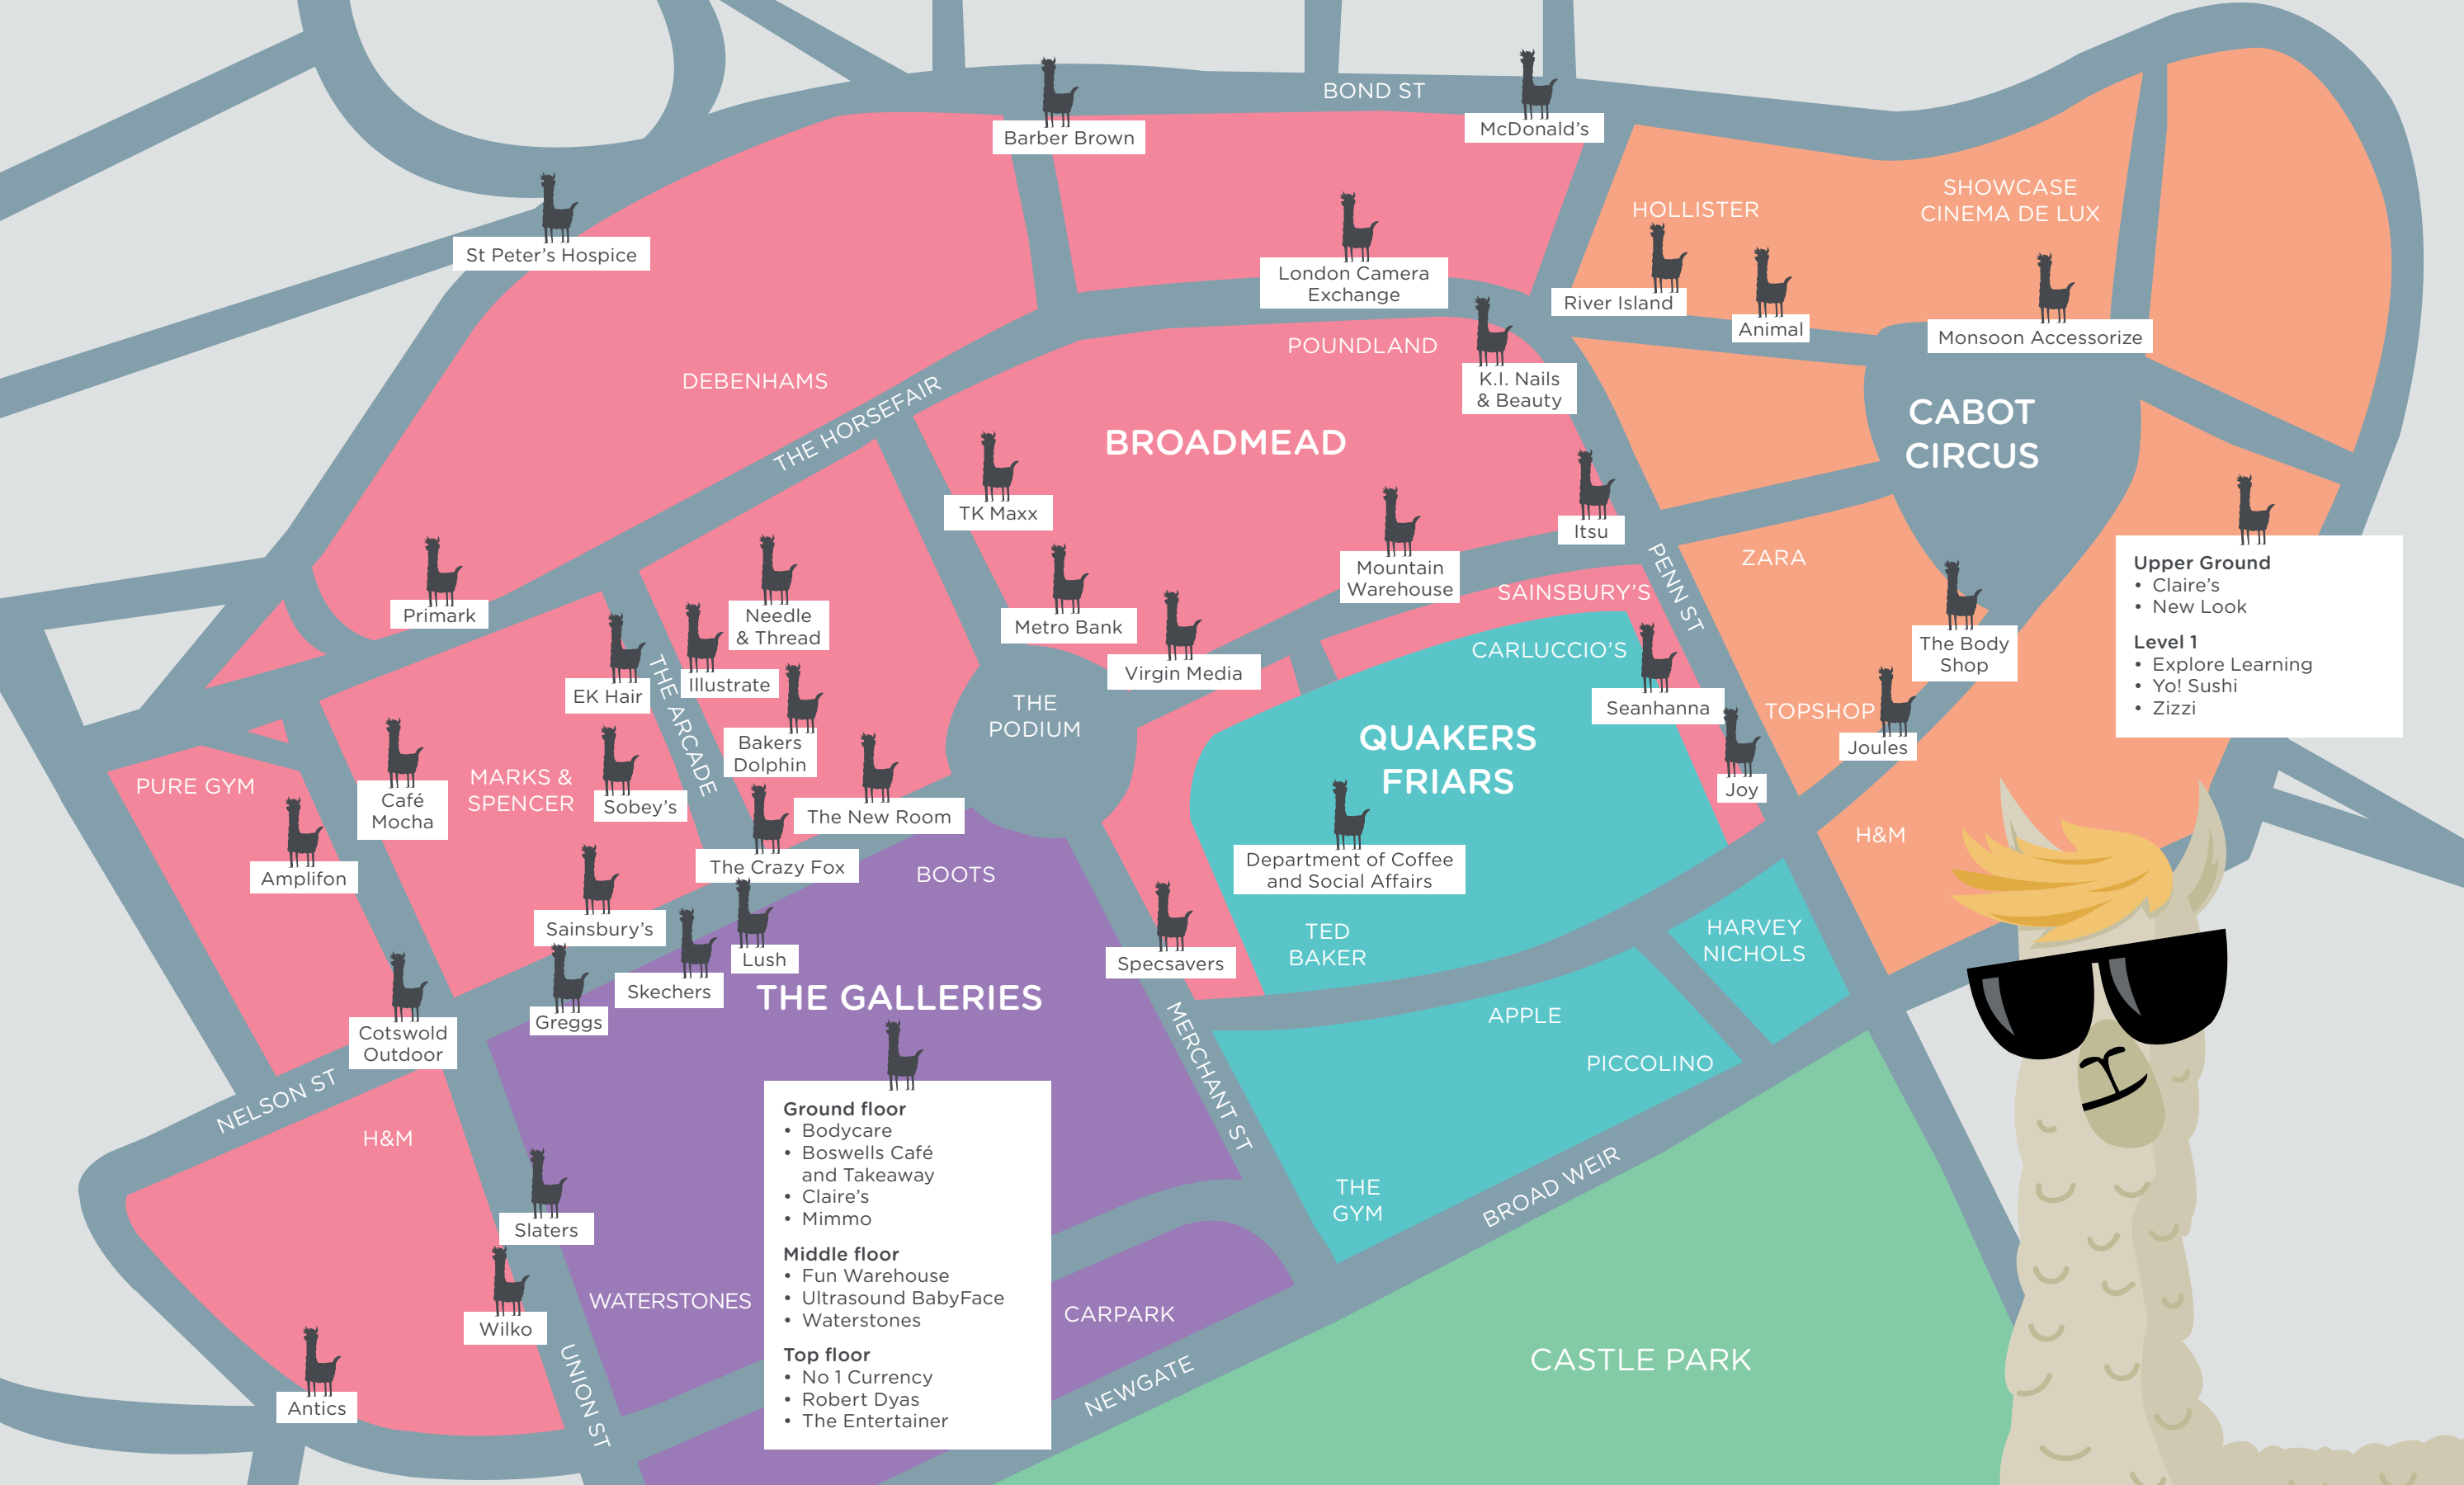 BOND ST
Barber Brown
McDonald's
St Peter's Hospice
London Camera
Exchange
HOLLISTER
SHOWCASE
CINEMA DE LUX
River Island
Animal
Monsoon Accessorize
POUNDLAND
K.I. Nails
& Beauty
DEBENHAMS
THE HORSEFAIR
BROADMEAD
CABOT
CIRCUS
TK Maxx
Itsu
Mountain
Warehouse
PENN ST
ZARA
SAINSBURY'S
Primark
Needle
& Thread
Metro Bank
Virgin Media
EK Hair
Illustrate
THE ARCADE
CARLUCCIO'S
The Body
Shop
Upper Ground
• Claire's
• New Look
Level 1
• Explore Learning
• Yo! Sushi
• Zizzi
THE
PODIUM
Seanhanna
TOPSHOP
Joules
Joy
QUAKERS
FRIARS
Bakers
Dolphin
PURE GYM
Café
Mocha
MARKS &
SPENCER
Sobey's
The New Room
H&M
Amplifon
The Crazy Fox
BOOTS
Department of Coffee
and Social Affairs
Sainsbury's
Lush
Specsavers
TED
BAKER
HARVEY
NICHOLS
Skechers
THE GALLERIES
Greggs
Cotswold
Outdoor
APPLE
PICCOLINO
NELSON ST
MERCHANT ST
H&M
Ground floor
• Bodycare
• Boswells Café
and Takeaway
• Claire's
• Mimmo
Middle floor
• Fun Warehouse
• Ultrasound BabyFace
• Waterstones
Top floor
• No 1 Currency
• Robert Dyas
• The Entertainer
THE
GYM
BROAD WEIR
Slaters
WATERSTONES
CARPARK
Wilko
UNION ST
NEWGATE
CASTLE PARK
Antics